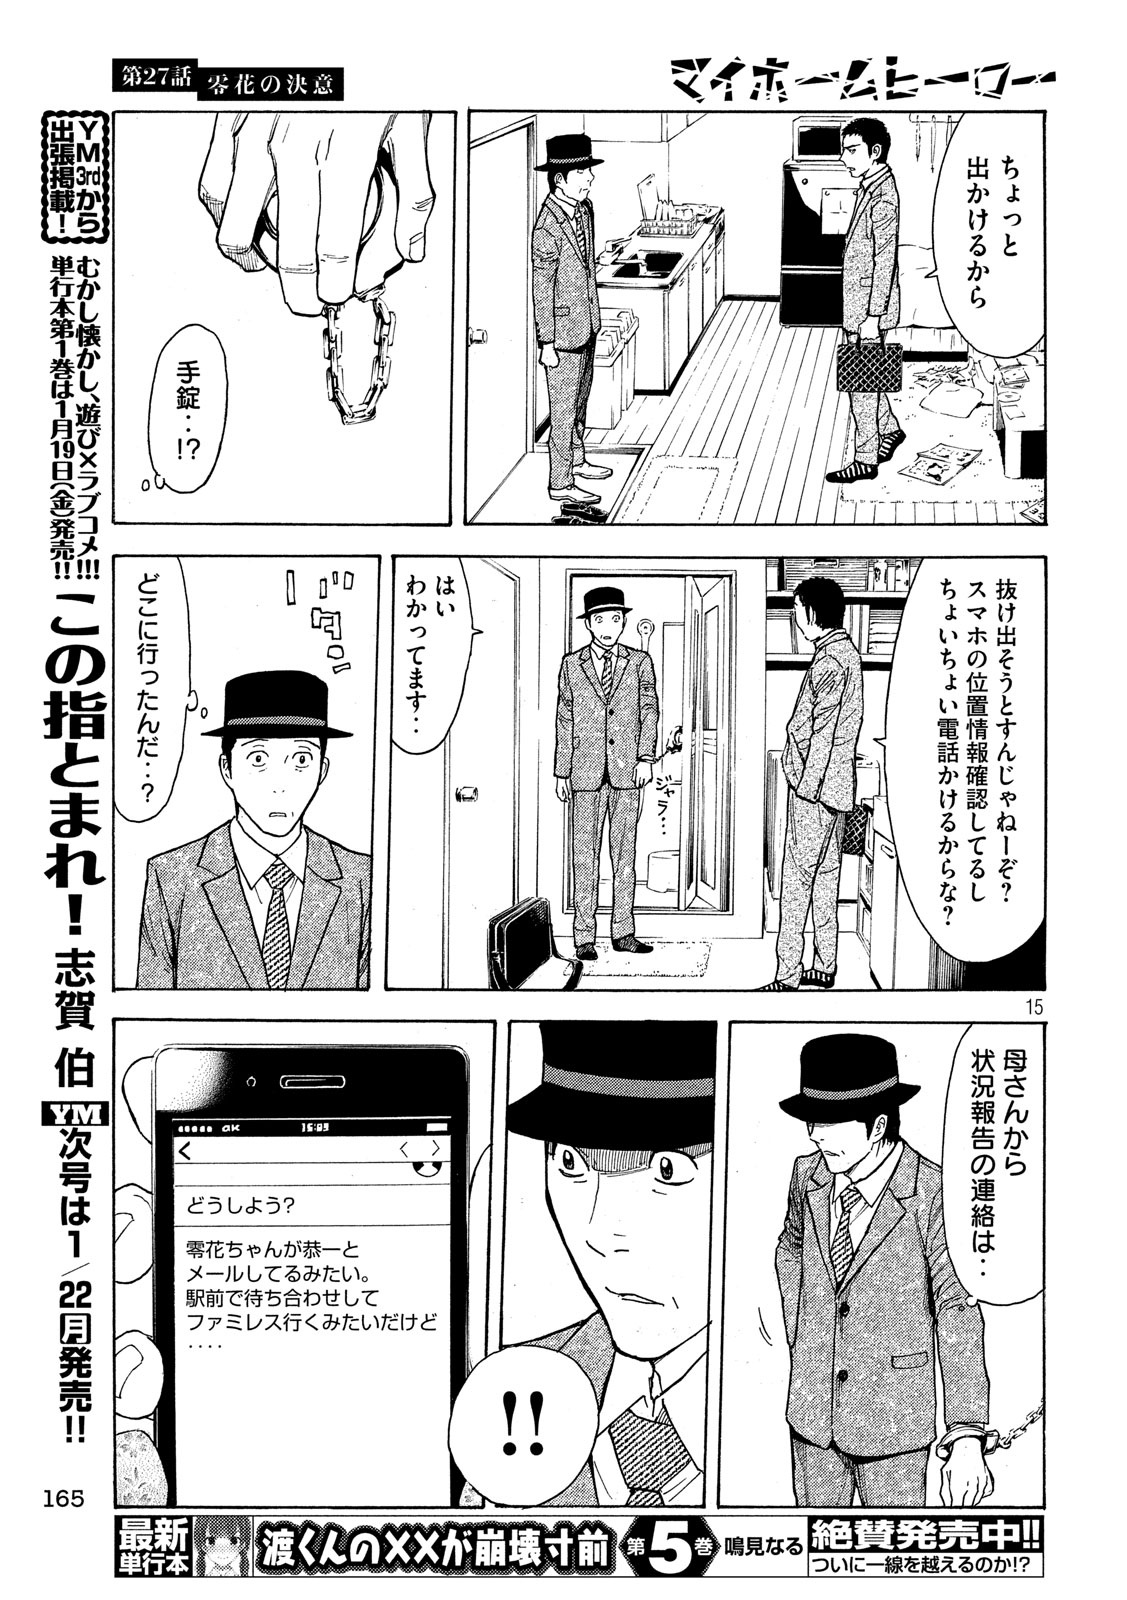 第27話
零花の決意
マイホームヒーロー
ちょっと
出かけるから
手錠‥!?
抜け出そうとすんじゃねーぞ?
スマホの位置情報確認してるし
ちょいちょい電話かけるからな?
はい
わかってます‥
ジャラ‥
バタン
どこに行ったんだ‥?
15
母さんから
状況報告の連絡は‥
!!
15:03
どうしよう?
零花ちゃんが恭一と
メールしてるみたい。
駅前で待ち合わせして
ファミレス行くみたいだけど
‥‥
YM3rdから
出張掲載!
むかし懐かし、遊び×ラブコメ!!!
単行本第1巻は1月19日(金)発売!!
この指とまれ!
志賀 伯
YM次号は1/22月発売!!
165
最新
単行本
渡くんの××が崩壊寸前
第5巻
鳴見なる
絶賛発売中!!
ついに一線を越えるのか!?